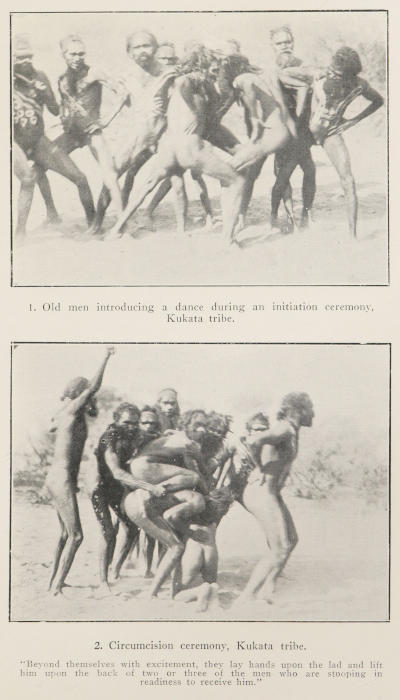 1. Old men introducing a dance during an initiation ceremony,
Kukata tribe.
2. Circumcision ceremony, Kukata tribe.
"Beyond themselves with excitement, they lay hands upon the lad and lift
him upon the back of two or three of the men who are stooping in
readiness to receive him."